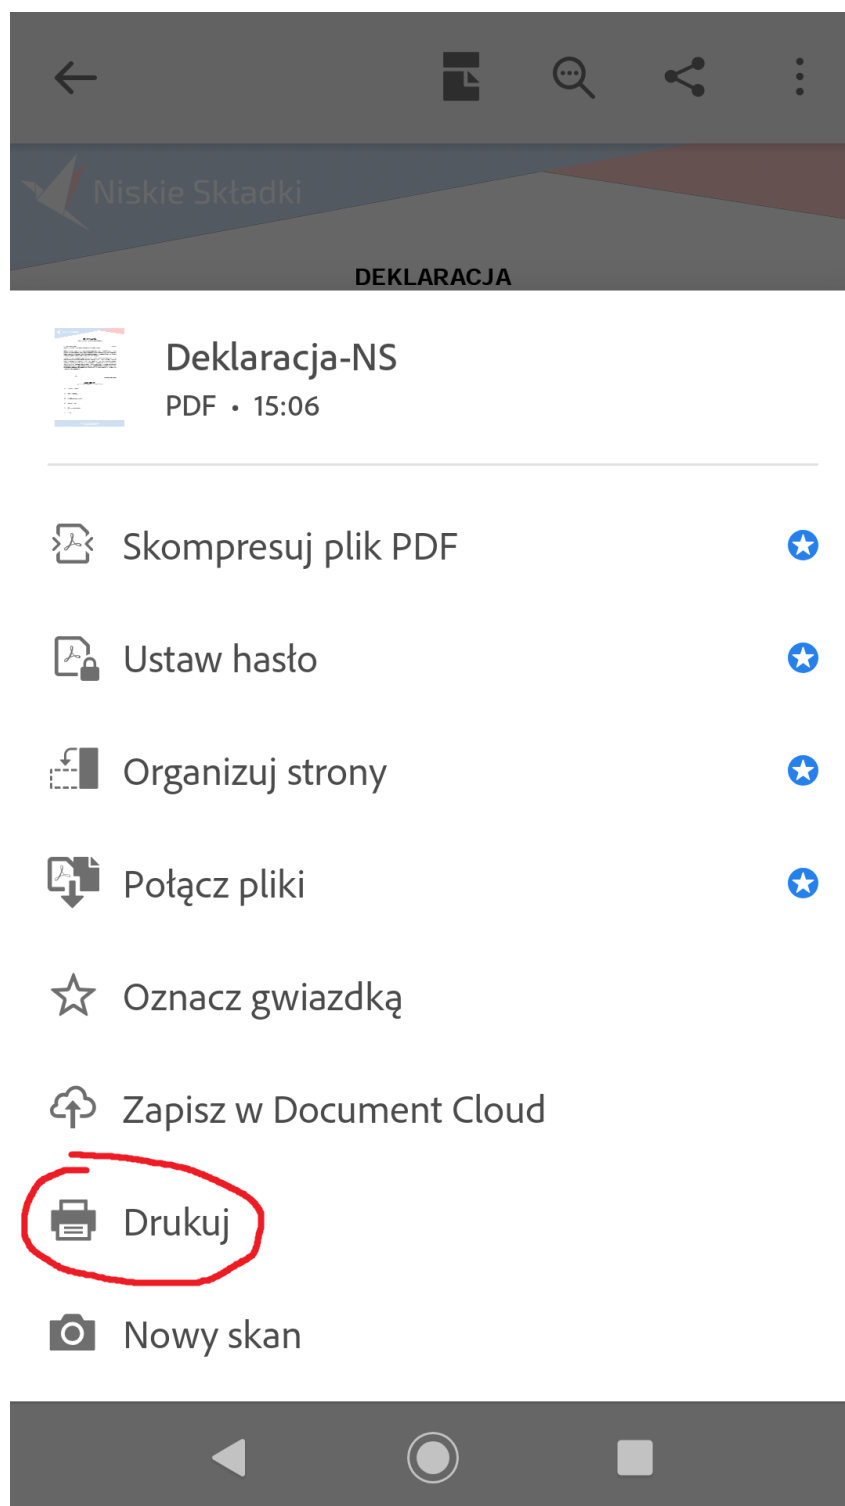 Niskie Składki
DEKLARACJA
Deklaracja-NS
PDF • 15:06
Skompresuj plik PDF
Ustaw hasło
Organizuj strony
Połącz pliki
Oznacz gwiazdką
Zapisz w Document Cloud
Drukuj
Nowy skan